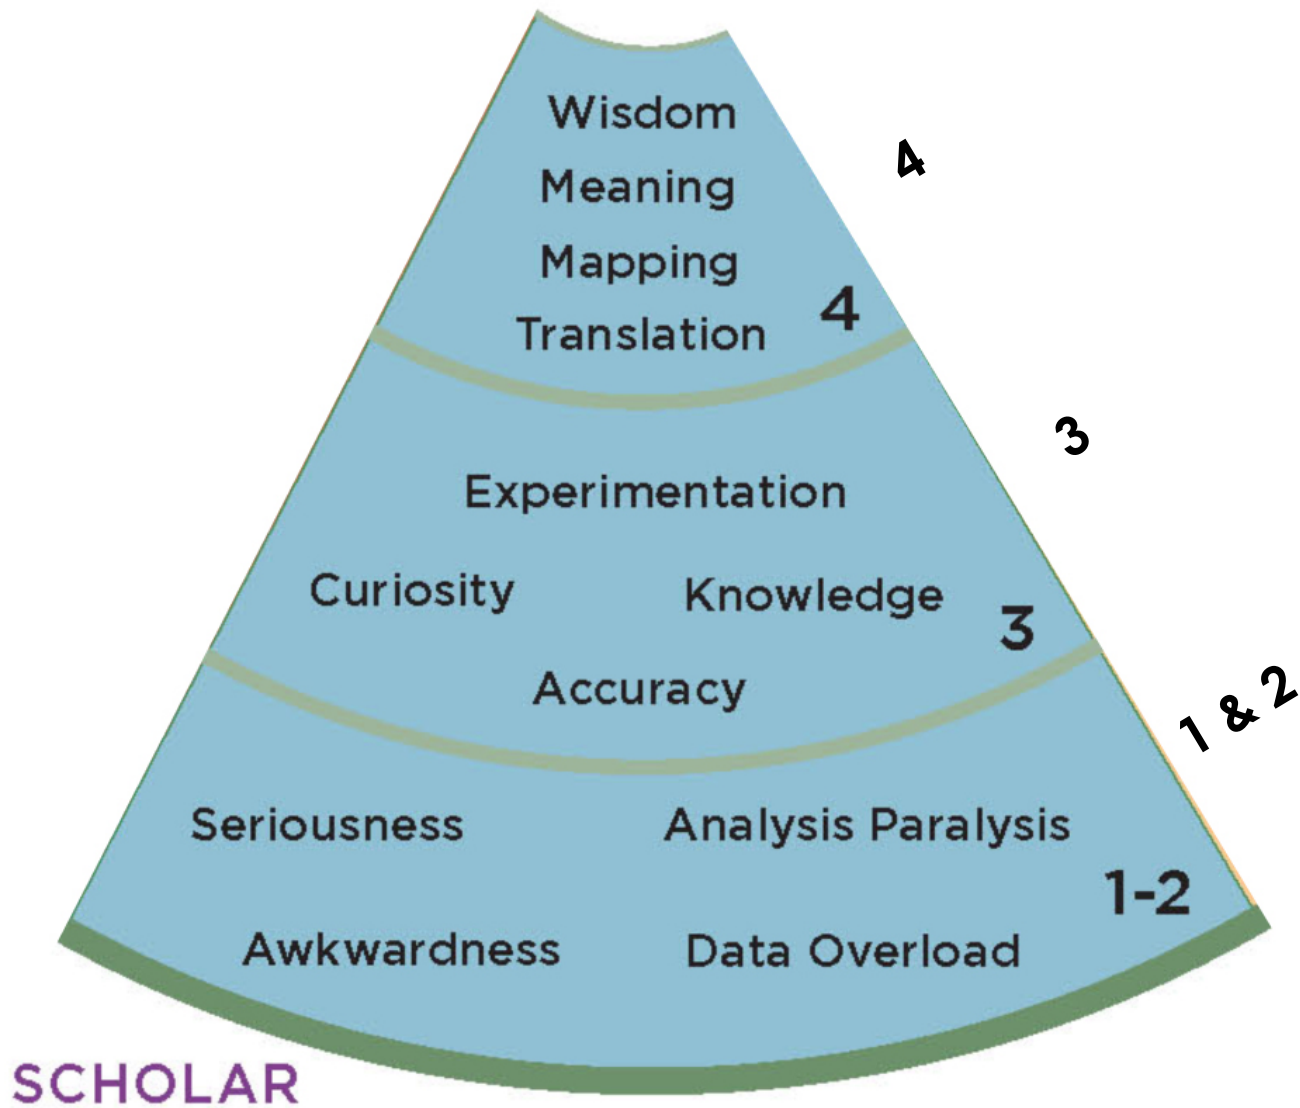 Wisdom
4
Meaning
Mapping
4
Translation
3
Experimentation
Curiosity Knowledge
3
Accuracy
1 & 2
Seriousness Analysis Paralysis
1-2
Awkwardness Data Overload
SCHOLAR